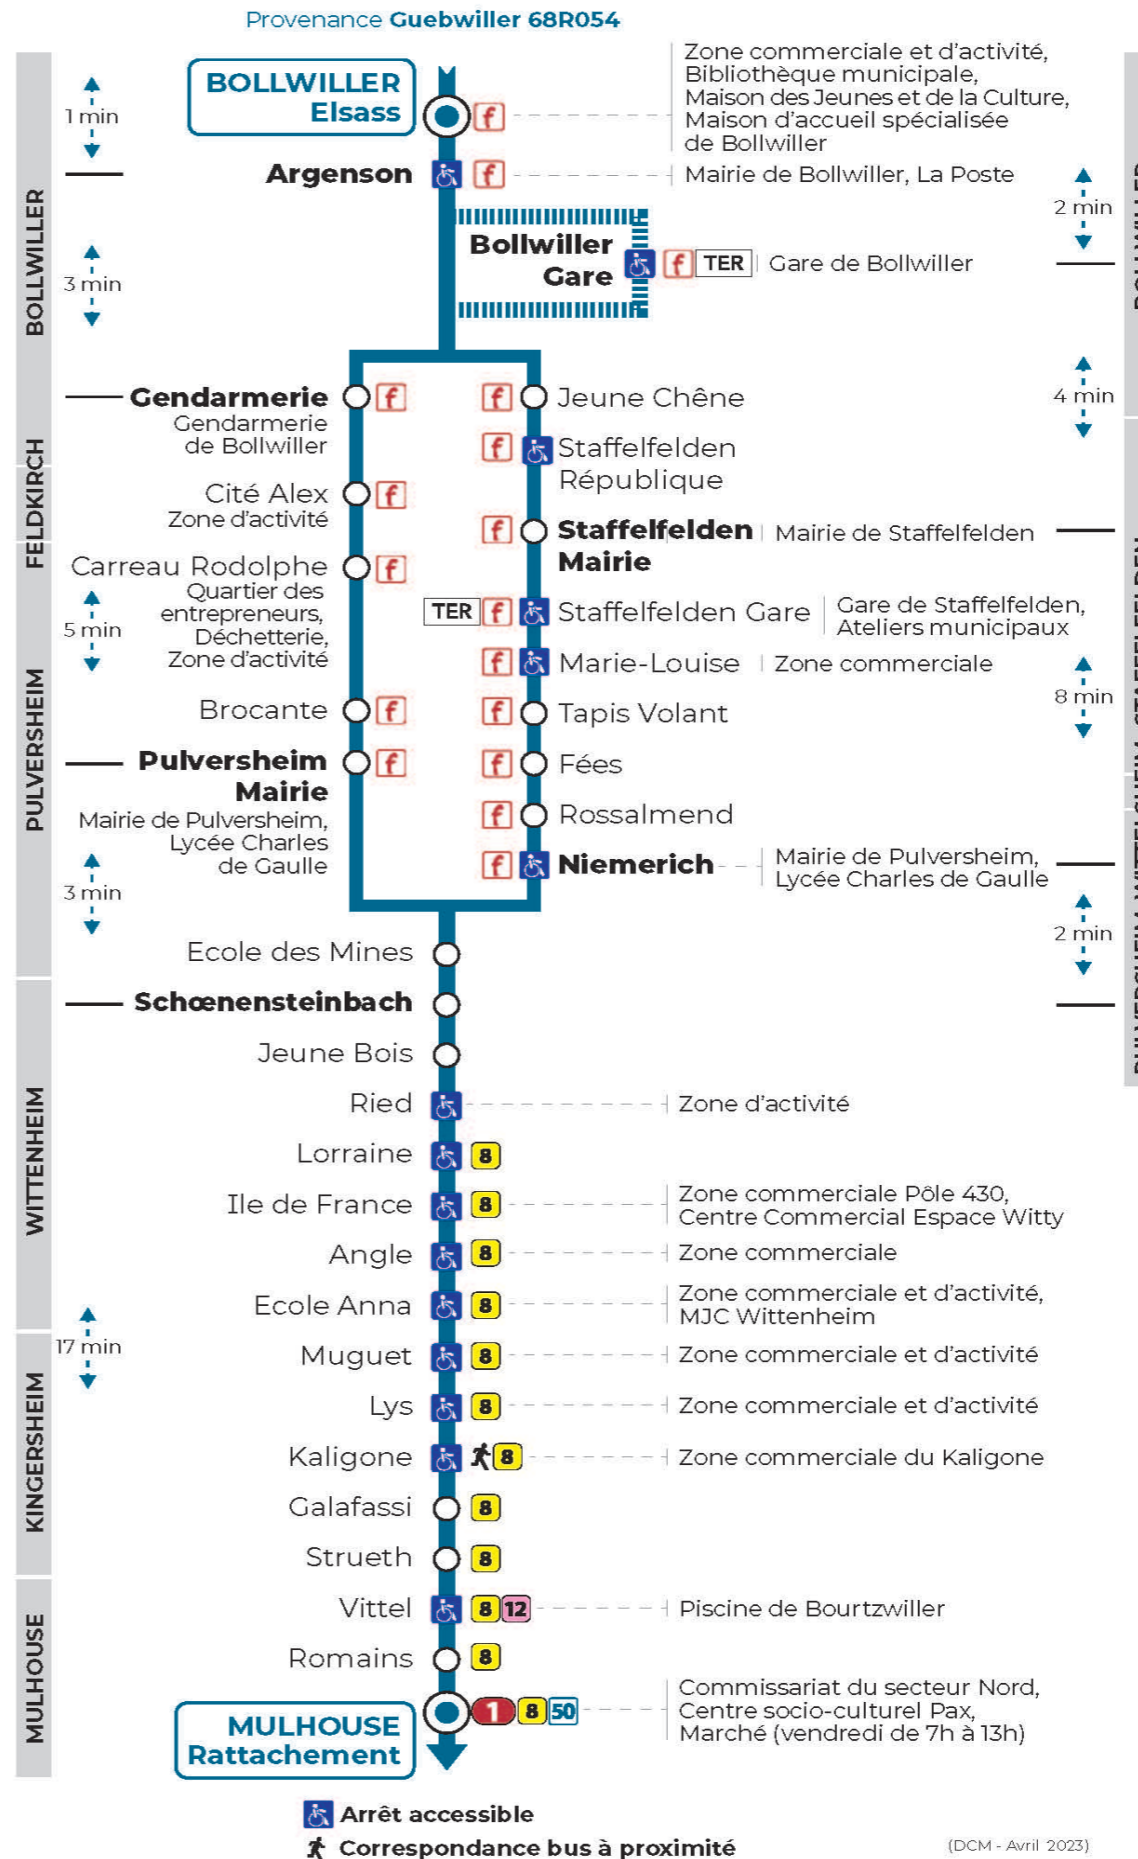 Provenance Guebwiller 68R054
BOLLWILLER
Elsass
f
Zone commerciale et d'activité,
Bibliothèque municipale,
Maison des Jeunes et de la Culture,
Maison d'accueil spécialisée
de Bollwiller
1 min
Argenson
f
Mairie de Bollwiller, La Poste
2 min
BOLLWILLER
3 min
Bollwiller
Gare
f
TER
Gare de Bollwiller
Gendarmerie
f
Gendarmerie
de Bollwiller
FELDKIRCH
Cité Alex
f
Zone d'activité
Carreau Rodolphe
f
Quartier des
entrepreneurs,
Déchetterie,
Zone d'activité
5 min
PULVERSHEIM
Brocante
f
Pulversheim
Mairie
f
Mairie de Pulversheim,
Lycée Charles
de Gaulle
3 min
f
Jeune Chêne
4 min
f
Staffelfelden
République
f
Staffelfelden
Mairie
Mairie de Staffelfelden
TER
f
Staffelfelden Gare
Gare de Staffelfelden,
Ateliers municipaux
f
Marie-Louise
Zone commerciale
8 min
f
Tapis Volant
f
Fées
f
Rossalmend
f
Niemerich
Mairie de Pulversheim,
Lycée Charles de Gaulle
2 min
Ecole des Mines
Schœnensteinbach
Jeune Bois
WITTENHEIM
Ried
Zone d'activité
Lorraine
8
Ile de France
8
Zone commerciale Pôle 430,
Centre Commercial Espace Witty
Angle
8
Zone commerciale
Ecole Anna
8
Zone commerciale et d'activité,
MJC Wittenheim
17 min
KINGERSHEIM
Muguet
8
Zone commerciale et d'activité
Lys
8
Zone commerciale et d'activité
Kaligone
8
Zone commerciale du Kaligone
Galafassi
8
Strueth
8
MULHOUSE
Vittel
8 12
Piscine de Bourtzwiller
Romains
8
MULHOUSE
Rattachement
1 8 50
Commissariat du secteur Nord,
Centre socio-culturel Pax,
Marché (vendredi de 7h à 13h)
Arrêt accessible
Correspondance bus à proximité
(DCM - Avril 2023)